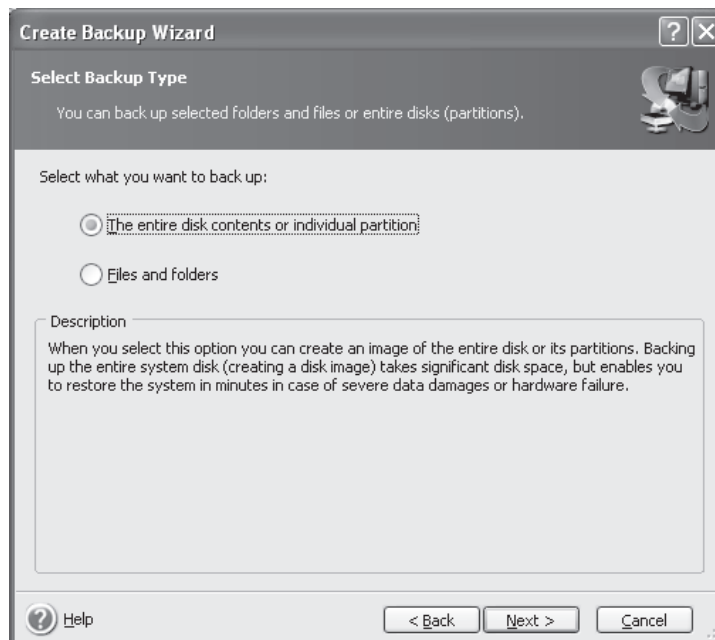 Create Backup Wizard
Select Backup Type
You can back up selected folders and files or entire disks (partitions).
Select what you want to back up:
The entire disk contents or individual partition
Files and folders
Description
When you select this option you can create an image of the entire disk or its partitions. Backing
up the entire system disk (creating a disk image) takes significant disk space, but enables you
to restore the system in minutes in case of severe data damages or hardware failure.
? Help
< Back
Next >
Cancel